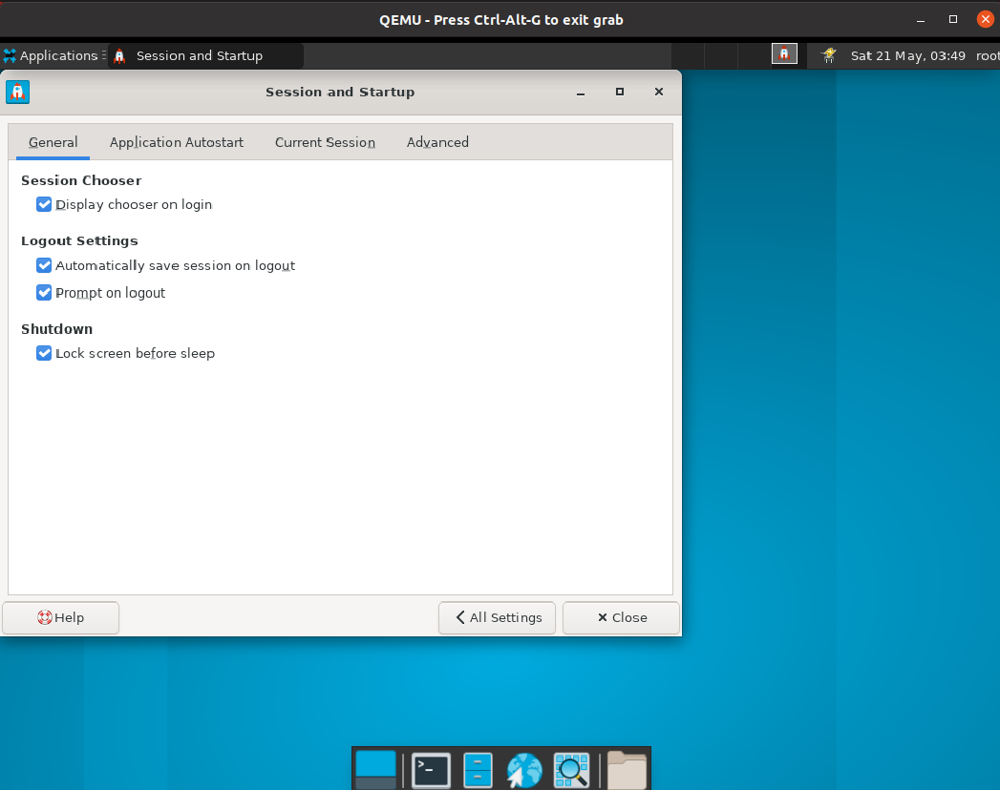 QEMU - Press Ctrl-Alt-G to exit grab
Applications Session and Startup Sat 21 May, 03:49 root
Session and Startup
General Application Autostart Current Session Advanced
Session Chooser
Display chooser on login
Logout Settings
Automatically save session on logout
Prompt on logout
Shutdown
Lock screen before sleep
Help All Settings Close